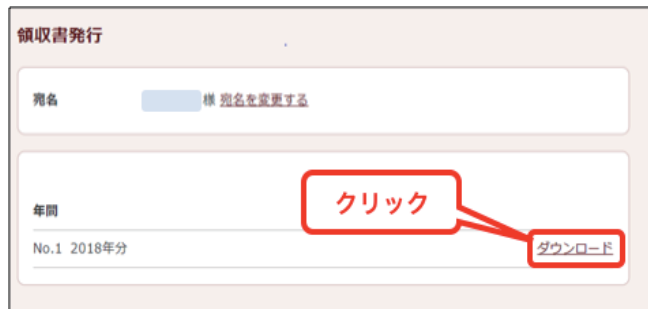 領収書発行
宛名 様 宛名を変更する
クリック
年間
No.1 2018年分 ダウンロード